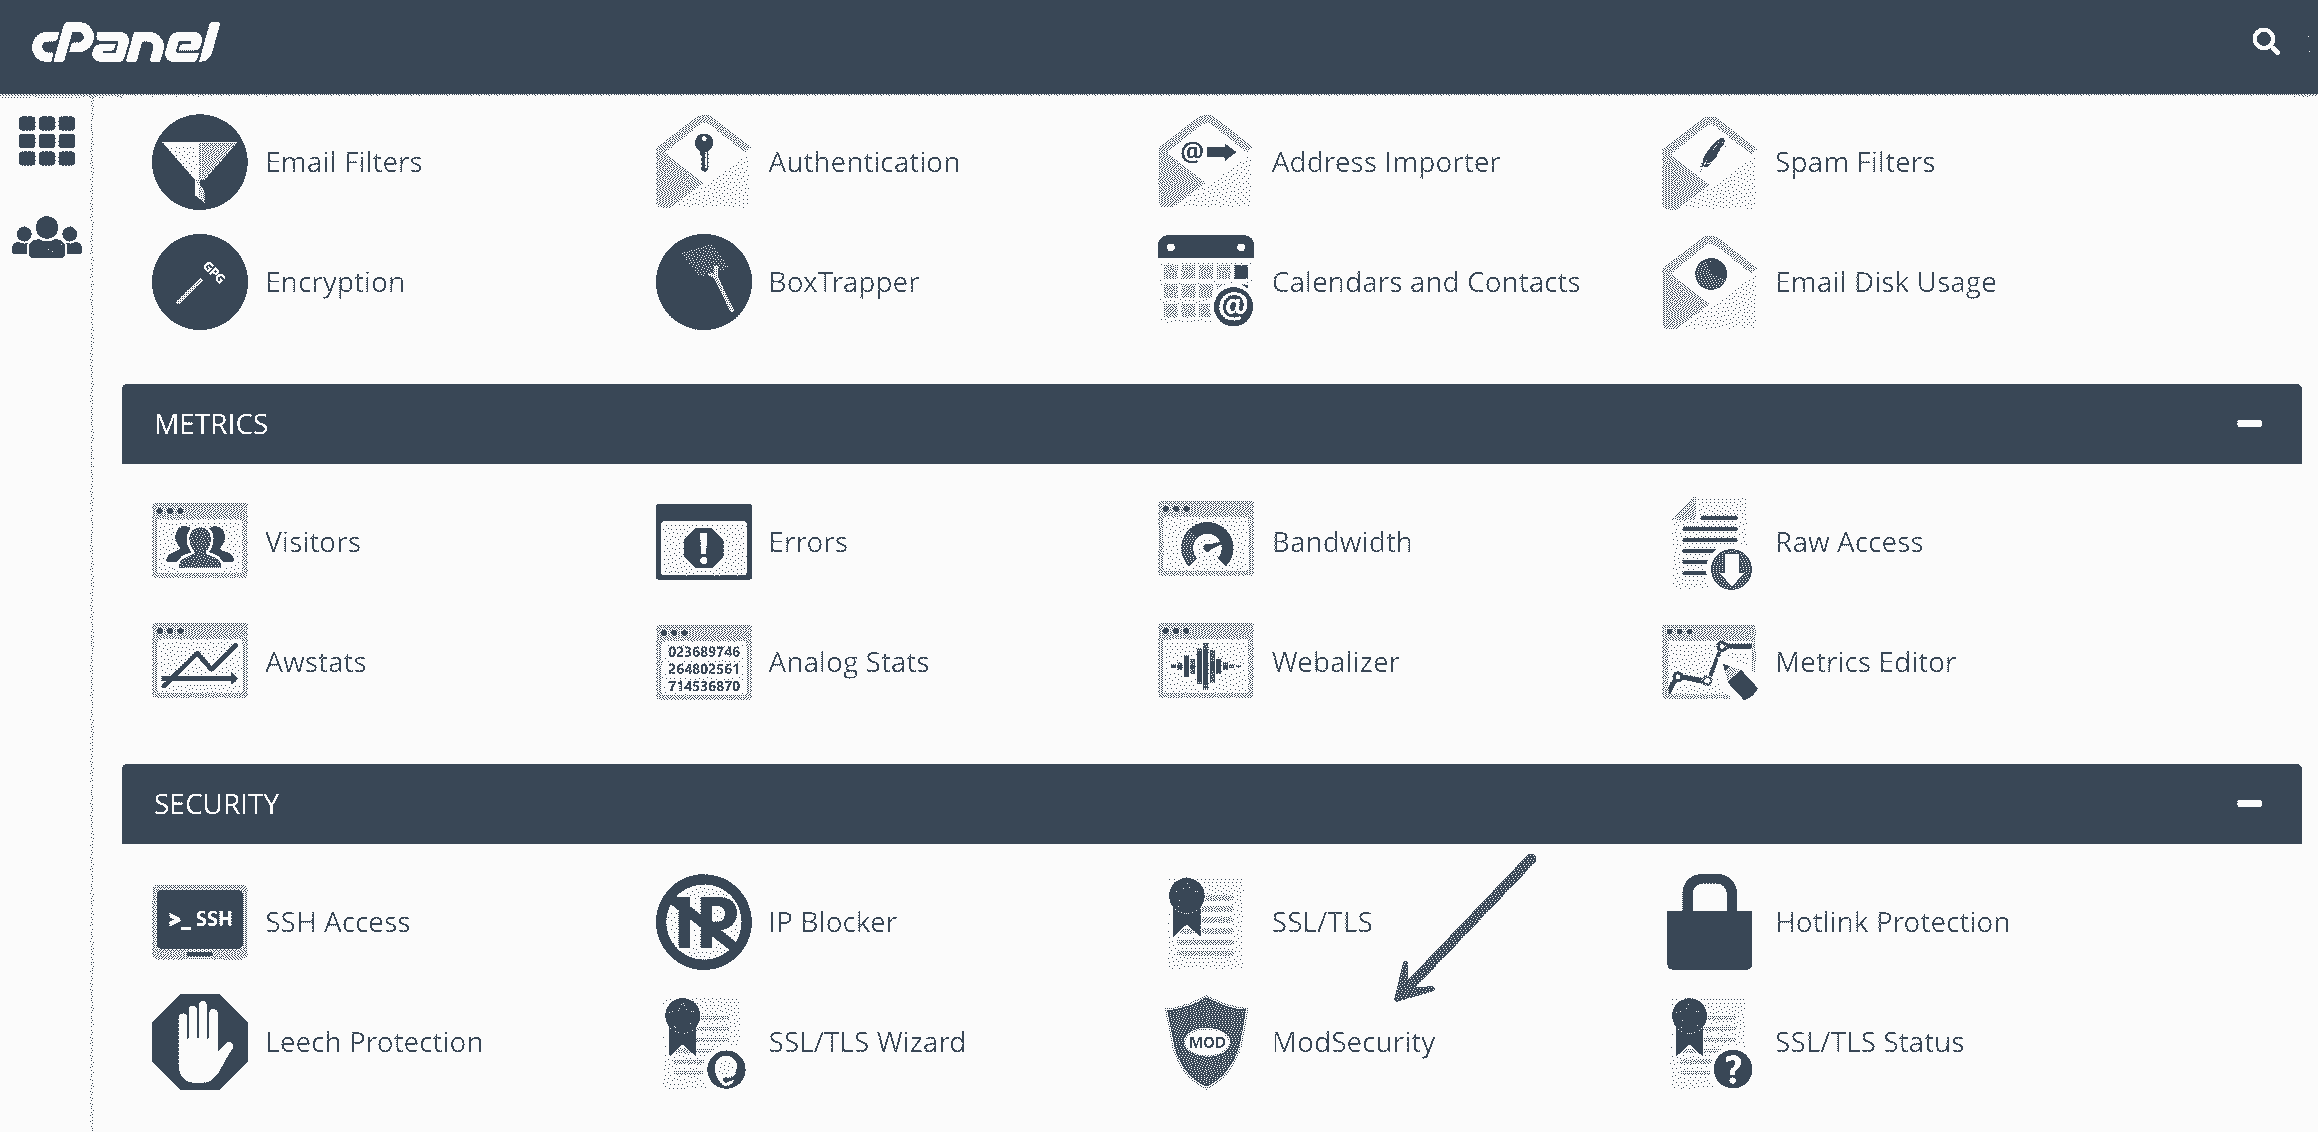 cPanel
Email Filters
Authentication
Address Importer
Spam Filters
GPG
Encryption
BoxTrapper
@
Calendars and Contacts
Email Disk Usage
METRICS
Visitors
Errors
Bandwidth
Raw Access
Awstats
023689746
264802561
714536870
Analog Stats
Webalizer
Metrics Editor
SECURITY
>_ SSH
SSH Access
IP
IP Blocker
SSL/TLS
Hotlink Protection
Leech Protection
SSL/TLS Wizard
MOD
ModSecurity
?
SSL/TLS Status